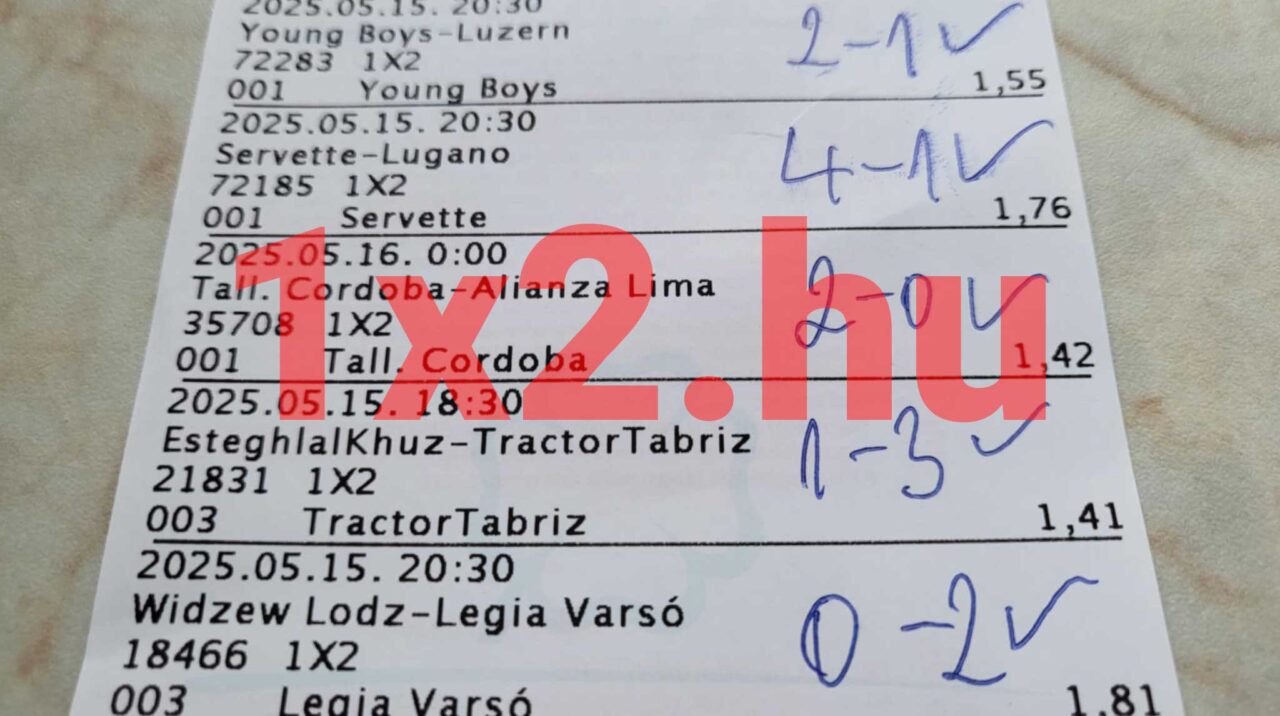 2025.05.15. 20:30
Young Boys-Luzern
2-1 ✓
72283 1X2
001 Young Boys 1,55
2025.05.15. 20:30
Servette-Lugano
4-1 ✓
72185 1X2
001 Servette 1,76
2025.05.16. 0:00
Tall. Cordoba-Alianza Lima
2-0 ✓
35708 1X2
001 Tall. Cordoba 1,42
1x2.hu
2025.05.15. 18:30
EsteghlalKhuz-TractorTabriz
1-3 ✓
21831 1X2
003 TractorTabriz 1,41
2025.05.15. 20:30
Widzew Lodz-Legia Varsó
0-2 ✓
18466 1X2
003 Legia Varsó 1,81